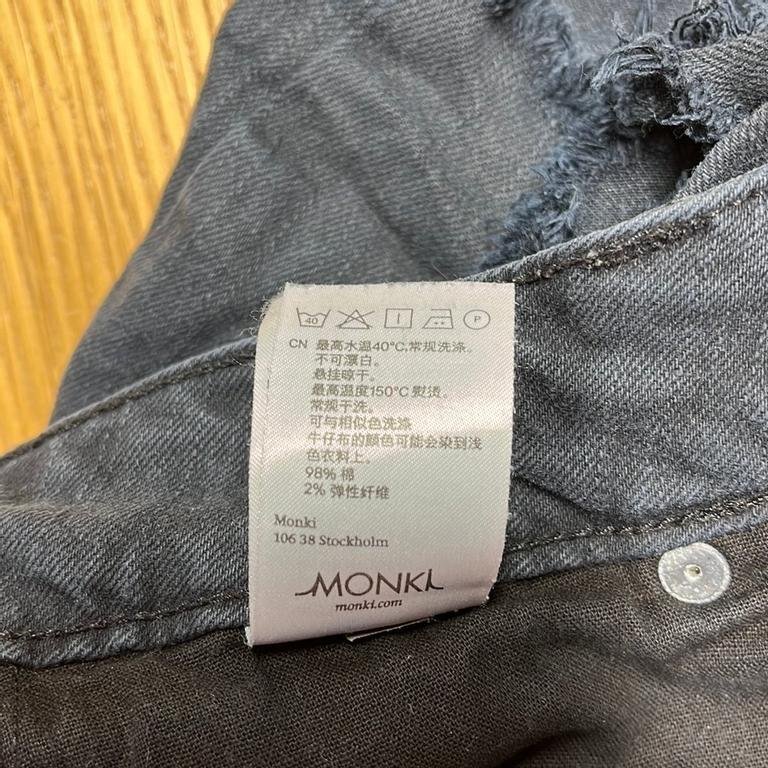 40 P
CN 最高水温40°C,常规洗涤。
不可漂白。
悬挂晾干。
最高温度150°C 熨烫。
常规干洗。
可与相似色洗涤
牛仔布的颜色可能会染到浅
色衣料上。
98% 棉
2% 弹性纤维
Monki
106 38 Stockholm
MONKI
monki.com